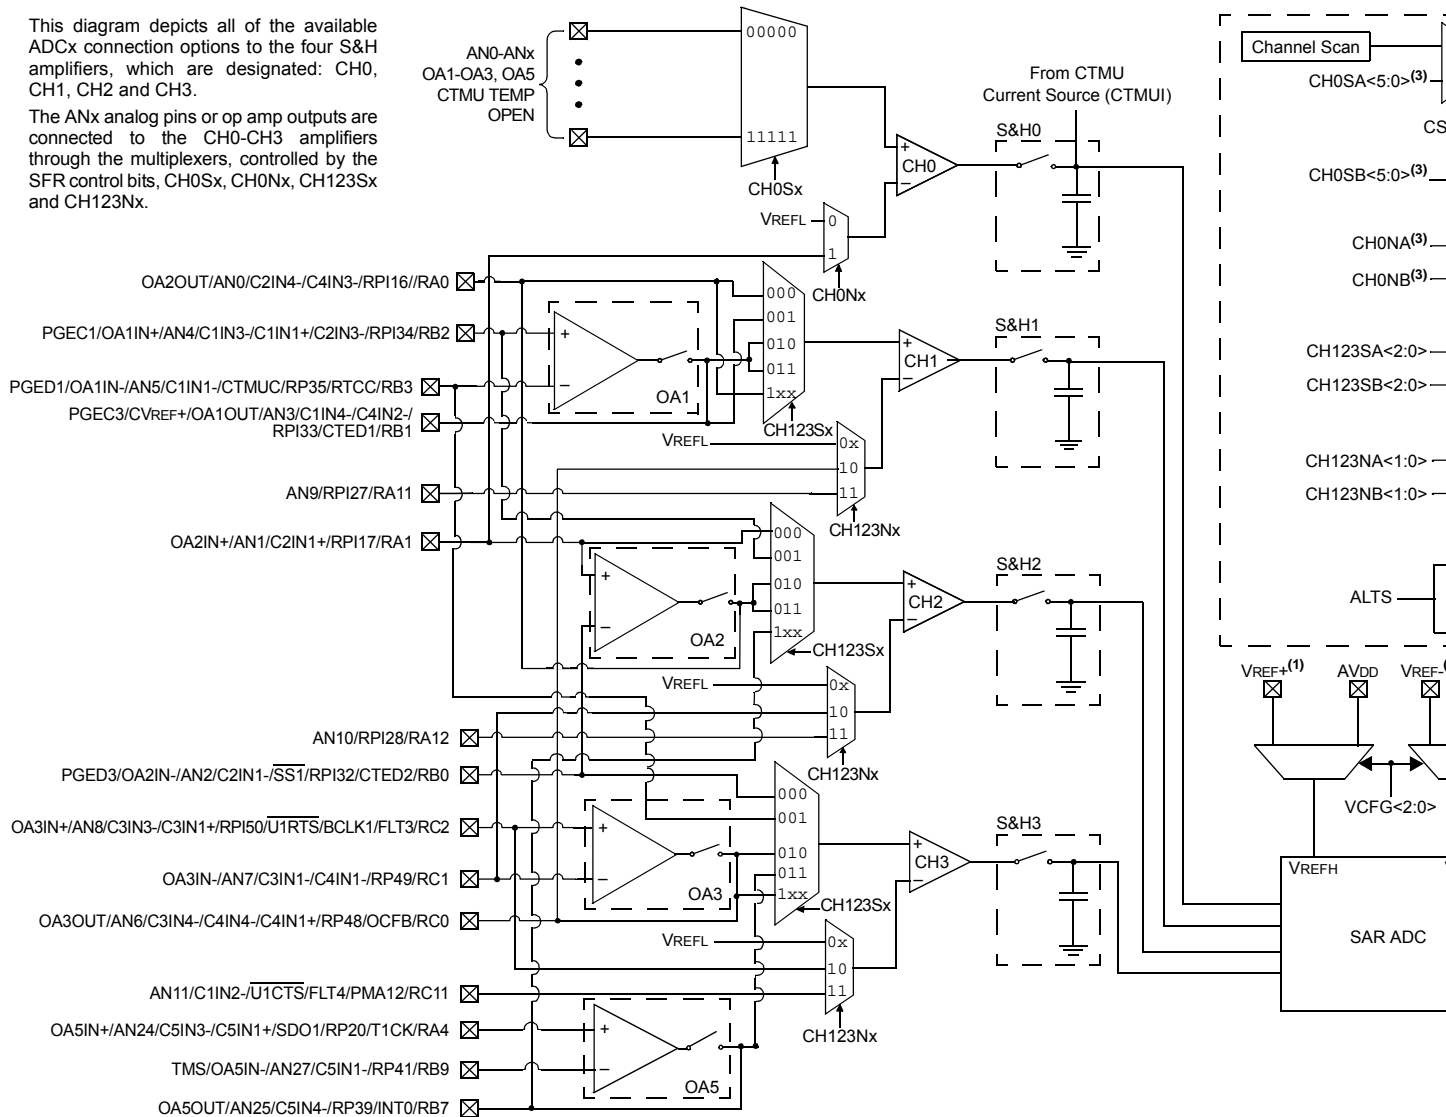 This diagram depicts all of the available
ADCx connection options to the four S&H
amplifiers, which are designated: CH0,
CH1, CH2 and CH3.
The ANx analog pins or op amp outputs are
connected to the CH0-CH3 amplifiers
through the multiplexers, controlled by the
SFR control bits, CH0Sx, CH0Nx, CH123Sx
and CH123Nx.
AN0-ANx
OA1-OA3, OA5
CTMU TEMP
OPEN
00000
11111
CH0Sx
From CTMU
Current Source (CTMUI)
S&H0
+
CH0
–
VREFL
0
1
CH0Nx
Channel Scan
CH0SA<5:0>(3)
CS
CH0SB<5:0>(3)
CH0NA(3)
CH0NB(3)
CH123SA<2:0>
CH123SB<2:0>
CH123NA<1:0>
CH123NB<1:0>
ALTS
OA2OUT/AN0/C2IN4-/C4IN3-/RPI16//RA0
PGEC1/OA1IN+/AN4/C1IN3-/C1IN1+/C2IN3-/RPI34/RB2
PGED1/OA1IN-/AN5/C1IN1-/CTMUC/RP35/RTCC/RB3
PGEC3/CVREF+/OA1OUT/AN3/C1IN4-/C4IN2-/
RPI33/CTED1/RB1
+
–
OA1
000
001
010
011
1xx
CH123Sx
+
CH1
–
S&H1
VREFL
0x
10
11
CH123Nx
AN9/RPI27/RA11
OA2IN+/AN1/C2IN1+/RPI17/RA1
+
–
OA2
000
001
010
011
1xx
CH123Sx
+
CH2
–
S&H2
VREFL
0x
10
11
CH123Nx
AN10/RPI28/RA12
PGED3/OA2IN-/AN2/C2IN1-/SS1/RPI32/CTED2/RB0
OA3IN+/AN8/C3IN3-/C3IN1+/RPI50/U1RTS/BCLK1/FLT3/RC2
OA3IN-/AN7/C3IN1-/C4IN1-/RP49/RC1
OA3OUT/AN6/C3IN4-/C4IN4-/C4IN1+/RP48/OCFB/RC0
+
–
OA3
000
001
010
011
1xx
CH123Sx
+
CH3
–
S&H3
VREFL
0x
10
11
CH123Nx
AN11/C1IN2-/U1CTS/FLT4/PMA12/RC11
OA5IN+/AN24/C5IN3-/C5IN1+/SDO1/RP20/T1CK/RA4
TMS/OA5IN-/AN27/C5IN1-/RP41/RB9
OA5OUT/AN25/C5IN4-/RP39/INT0/RB7
+
–
OA5
VREF+(1)
AVDD
VREF-(
VCFG<2:0>
VREFH
SAR ADC